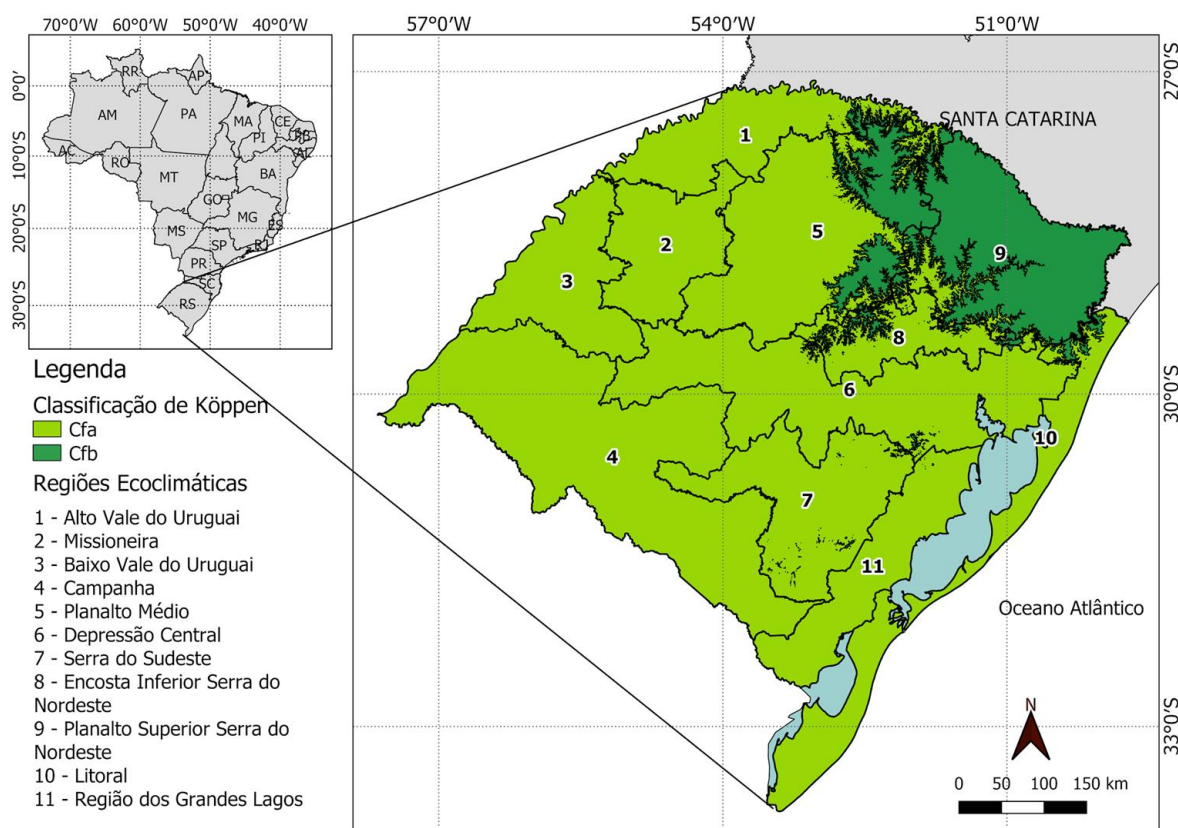 70°0'W 60°0'W 50°0'W 40°0'W
0°0'
10°0'S
20°0'S
30°0'S
RR
AP
AM
PA
MA
CE
PI
AC
RO
MT
BA
GO
MG
ES
MS
SP
RJ
PR
SC
RS
Legenda
Classificação de Köppen
Cfa
Cfb
Regiões Ecoclimáticas
1 - Alto Vale do Uruguai
2 - Missioneira
3 - Baixo Vale do Uruguai
4 - Campanha
5 - Planalto Médio
6 - Depressão Central
7 - Serra do Sudeste
8 - Encosta Inferior Serra do
Nordeste
9 - Planalto Superior Serra do
Nordeste
10 - Litoral
11 - Região dos Grandes Lagos
57°0'W 54°0'W 51°0'W
27°0'S
30°0'S
33°0'S
SANTA CATARINA
1
2
5
9
3
8
6
10
4
7
11
Oceano Atlântico
N
0 50 100 150 km